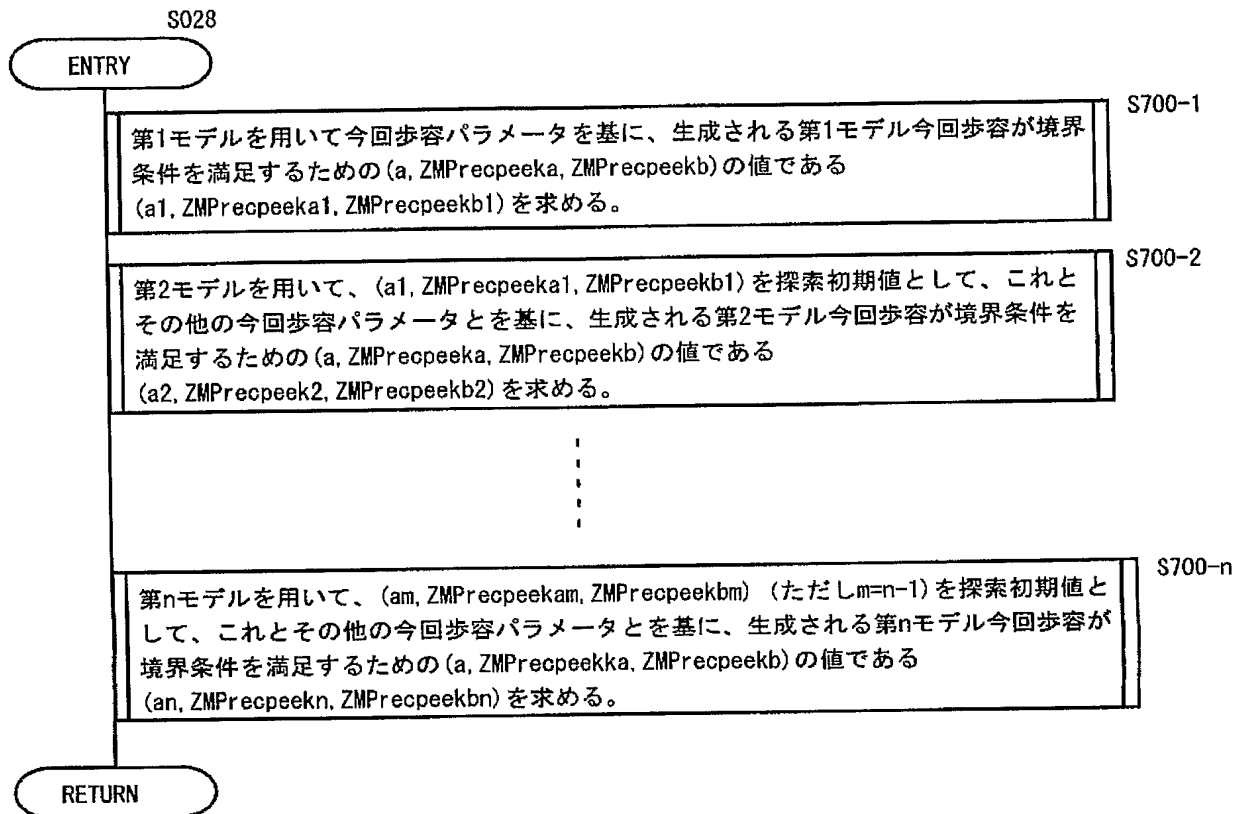 S028
ENTRY
S700-1
第1モデルを用いて今回歩容パラメータを基に、生成される第1モデル今回歩容が境界
条件を満足するための(a, ZMPrecpeeka, ZMPrecpeekb)の値である
(a1, ZMPrecpeeka1, ZMPrecpeekb1)を求める。
S700-2
第2モデルを用いて、(a1, ZMPrecpeeka1, ZMPrecpeekb1)を探索初期値として、これと
その他の今回歩容パラメータとを基に、生成される第2モデル今回歩容が境界条件を
満足するための(a, ZMPrecpeeka, ZMPrecpeekb)の値である
(a2, ZMPrecpeek2, ZMPrecpeekb2)を求める。
S700-n
第nモデルを用いて、(am, ZMPrecpeekam, ZMPrecpeekbm) (ただしm=n-1)を探索初期値と
して、これとその他の今回歩容パラメータとを基に、生成される第nモデル今回歩容が
境界条件を満足するための(a, ZMPrecpeekka, ZMPrecpeekb)の値である
(an, ZMPrecpeekn, ZMPrecpeekbn)を求める。
RETURN